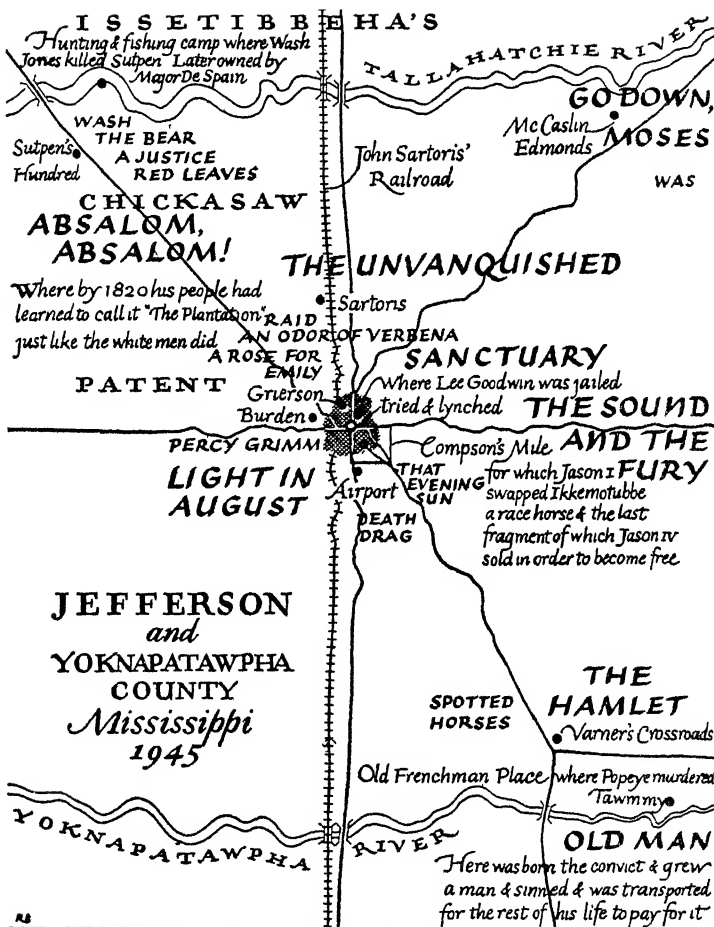 ISSETIBBEHA'S
Hunting & fishing camp where Wash
Jones killed Sutpen Later owned by
Major De Spain
TALLAHATCHIE RIVER
GO DOWN,
MOSES
McCaslin
Edmonds
WAS
WASH
THE BEAR
A JUSTICE
RED LEAVES
Sutpen's
Hundred
John Sartoris'
Railroad
CHICKASAW
ABSALOM,
ABSALOM!
THE UNVANQUISHED
Where by 1820 his people had
learned to call it "The Plantation"
just like the white men did
Sartoris
RAID
AN ODOR OF VERBENA
A ROSE FOR
EMILY
PATENT
SANCTUARY
where Lee Goodwin was jailed
tried & lynched
Grierson
Burden
THE SOUND
AND THE
FURY
PERCY GRIMM
Compson's Mile
for which Jason I
swapped Ikkemotubbe
a race horse & the last
fragment of which Jason IV
sold in order to become free
LIGHT IN
AUGUST
THAT
EVENING
SUN
Airport
DEATH
DRAG
JEFFERSON
and
YOKNAPATAWPHA
COUNTY
Mississippi
1945
THE
HAMLET
SPOTTED
HORSES
Varner's Crossroads
Old Frenchman Place where Popeye murdered
Tawmmy
YOKNAPATAWPHA RIVER
OLD MAN
Here was born the convict & grew
a man & sinned & was transported
for the rest of his life to pay for it
RB